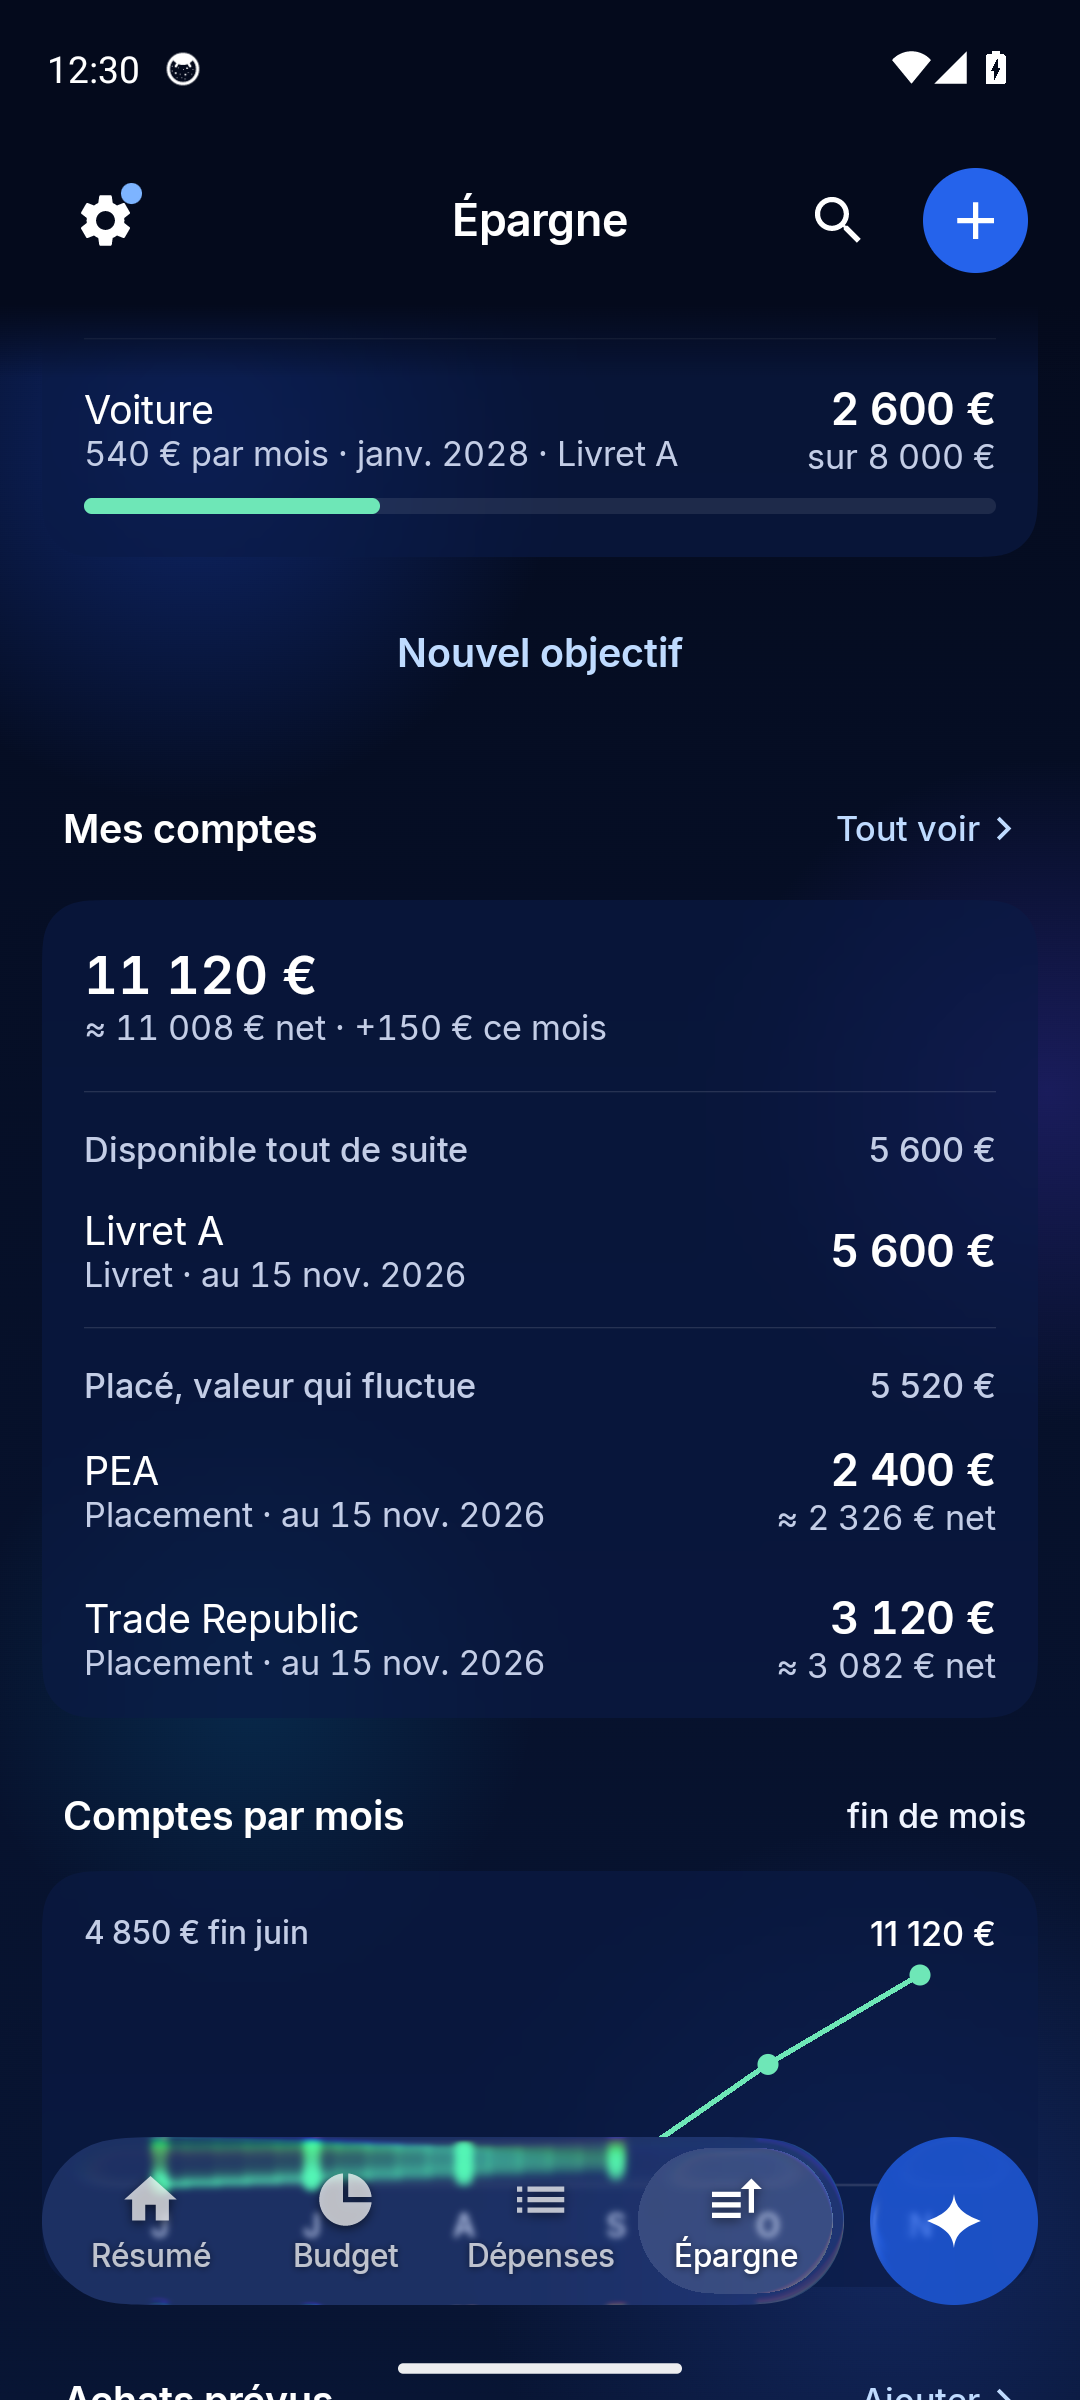 12:30
Épargne
Voiture
2 600 €
540 € par mois · janv. 2028 · Livret A
sur 8 000 €
Nouvel objectif
Mes comptes
Tout voir
11 120 €
≈ 11 008 € net · +150 € ce mois
Disponible tout de suite
5 600 €
Livret A
5 600 €
Livret · au 15 nov. 2026
Placé, valeur qui fluctue
5 520 €
PEA
2 400 €
Placement · au 15 nov. 2026
≈ 2 326 € net
Trade Republic
3 120 €
Placement · au 15 nov. 2026
≈ 3 082 € net
Comptes par mois
fin de mois
4 850 € fin juin
11 120 €
J
J
A
S
O
N
Résumé
Budget
Dépenses
Épargne
Achats prévus
Ajouter